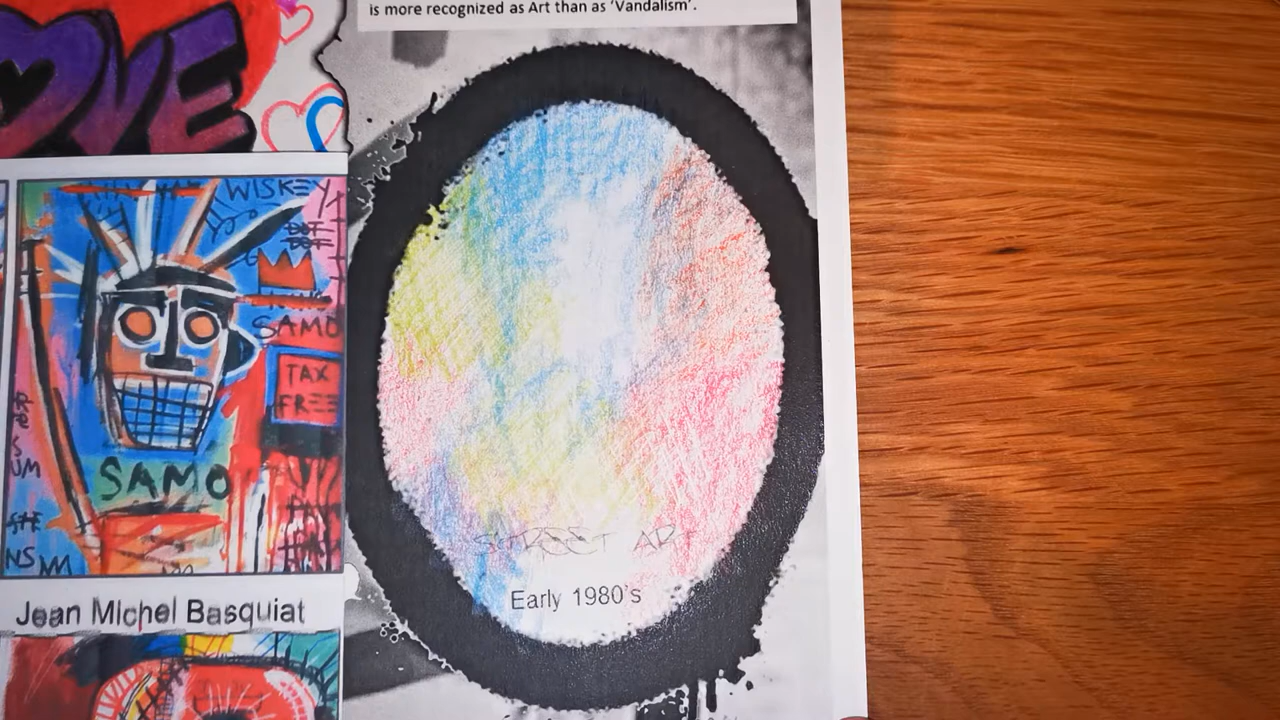 is more recognized as Art than as 'Vandalism'.
LOVE
WISKEY
SAMO
TAX
FREE
SAMO
NS
Jean Michel Basquiat
STREET ART
Early 1980's